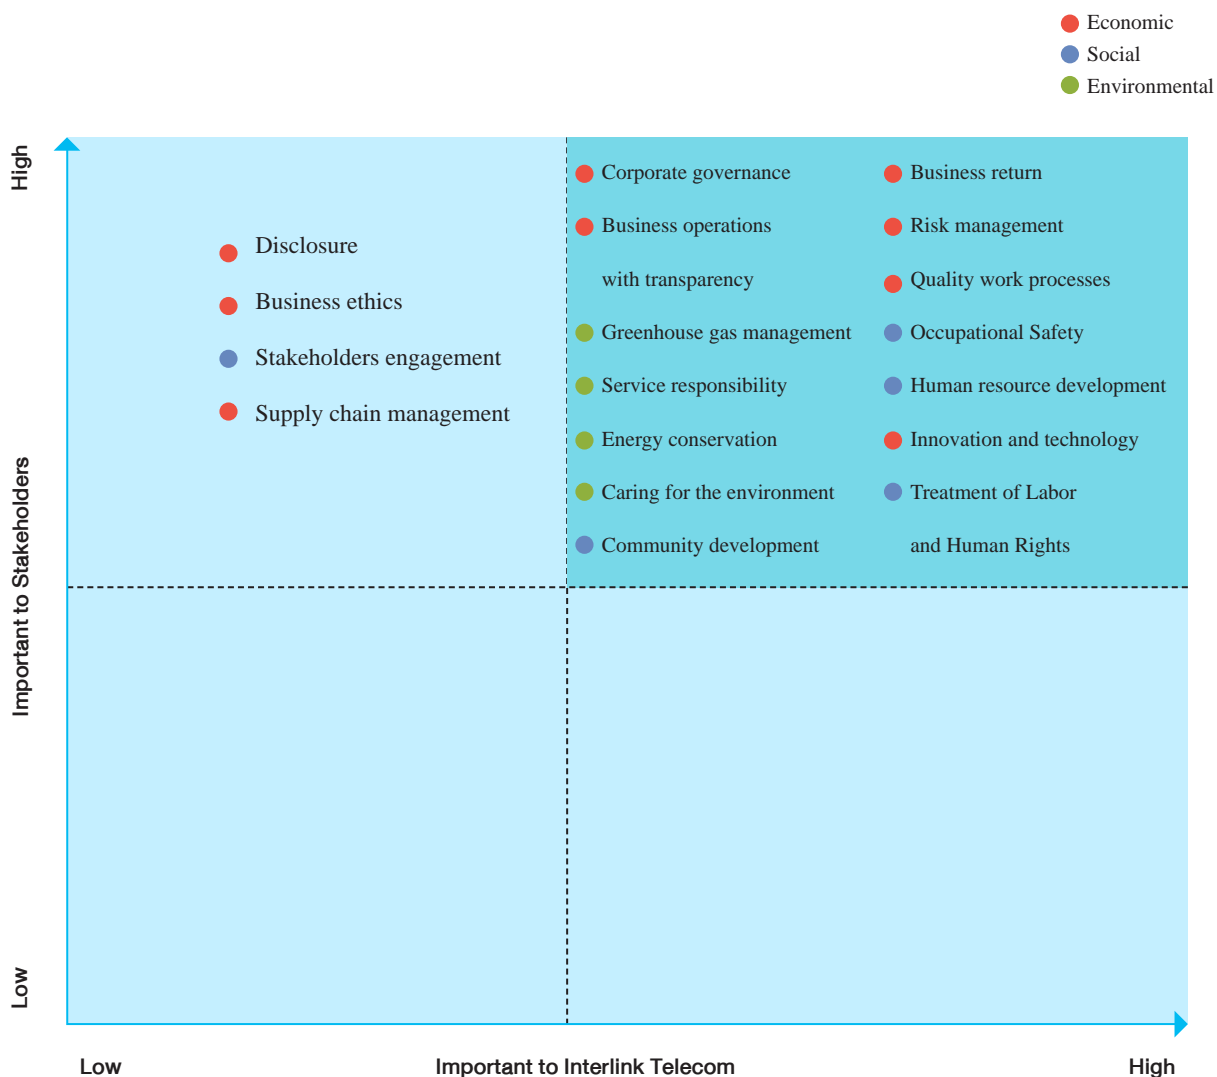 Economic
Social
Environmental
High
Important to Stakeholders
Low
Disclosure
Business ethics
Stakeholders engagement
Supply chain management
Corporate governance
Business operations
with transparency
Greenhouse gas management
Service responsibility
Energy conservation
Caring for the environment
Community development
Business return
Risk management
Quality work processes
Occupational Safety
Human resource development
Innovation and technology
Treatment of Labor
and Human Rights
Low
Important to Interlink Telecom
High